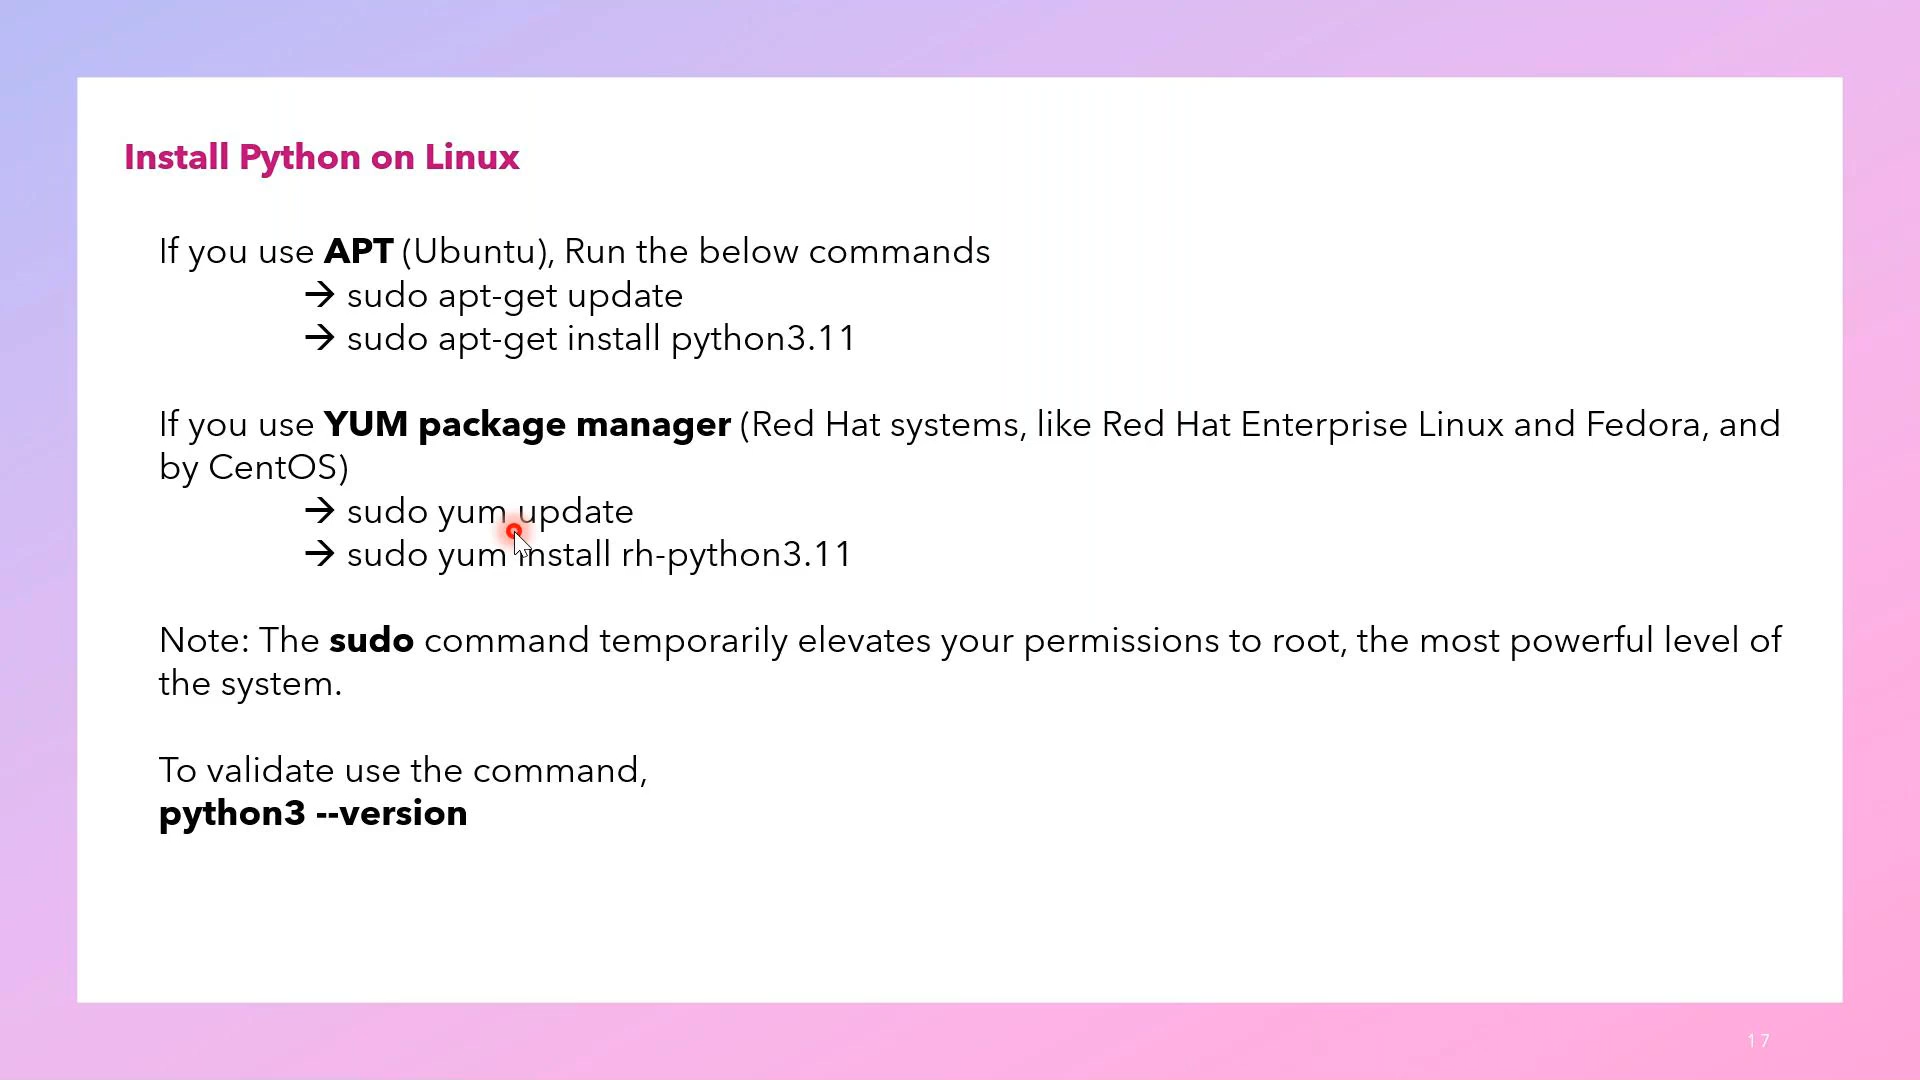 Install Python on Linux
If you use APT (Ubuntu), Run the below commands
→ sudo apt-get update
→ sudo apt-get install python3.11
If you use YUM package manager (Red Hat systems, like Red Hat Enterprise Linux and Fedora, and
by CentOS)
→ sudo yum update
→ sudo yum install rh-python3.11
Note: The sudo command temporarily elevates your permissions to root, the most powerful level of
the system.
To validate use the command,
python3 --version
17